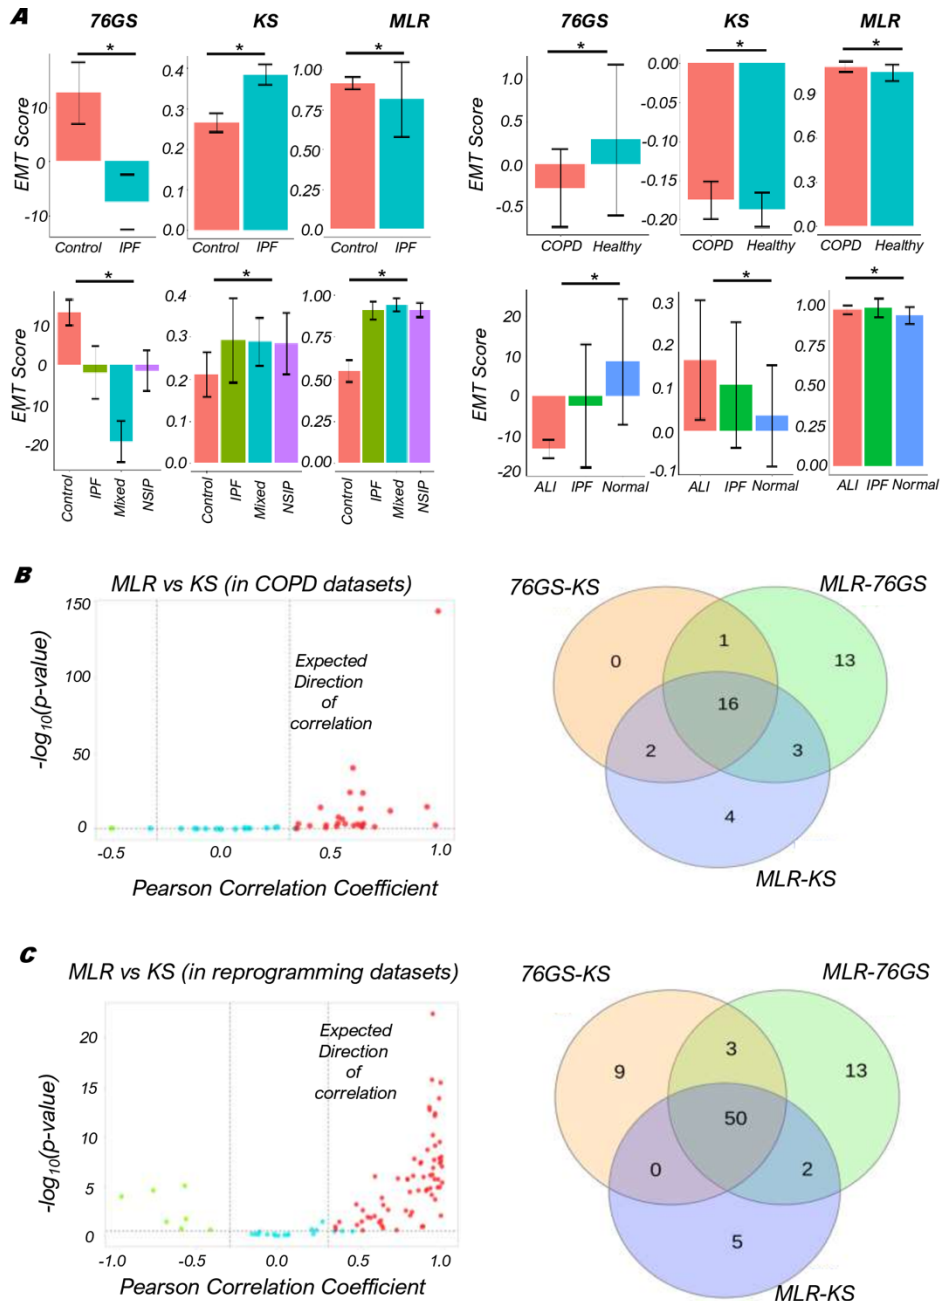 A
76GS
KS
MLR
76GS
KS
MLR
EMT Score
10
0
-10
*
Control IPF
0.4
0.3
0.2
0.1
0.0
*
Control IPF
1.00
0.75
0.50
0.25
0.00
*
Control IPF
EMT Score
1.0
0.5
0.0
-0.5
*
COPD Healthy
0.00
-0.05
-0.10
-0.15
-0.20
*
COPD Healthy
0.9
0.6
0.3
0.0
*
COPD Healthy
EMT Score
10
0
-10
-20
*
Control
IPF
Mixed
NSIP
0.4
0.3
0.2
0.1
0.0
*
Control
IPF
Mixed
NSIP
1.00
0.75
0.50
0.25
0.00
*
Control
IPF
Mixed
NSIP
EMT Score
20
10
0
-10
-20
*
ALI IPF Normal
0.3
0.2
0.1
0.0
-0.1
*
ALI IPF Normal
1.00
0.75
0.50
0.25
0.00
*
ALI IPF Normal
B
MLR vs KS (in COPD datasets)
-log10(p-value)
150
100
50
0
Expected
Direction
of
correlation
-0.5 0.0 0.5 1.0
Pearson Correlation Coefficient
76GS-KS
MLR-76GS
1
0
13
16
2
3
4
MLR-KS
C
MLR vs KS (in reprogramming datasets)
-log10(p-value)
20
15
10
5
0
Expected
Direction
of
correlation
-1.0 -0.5 0.0 0.5 1.0
Pearson Correlation Coefficient
76GS-KS
MLR-76GS
3
9
13
50
0
2
5
MLR-KS